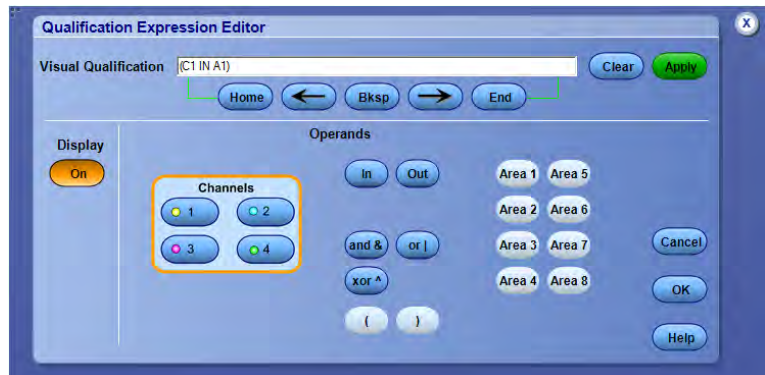 Qualification Expression Editor
X
Visual Qualification (C1 IN A1) Clear Apply
Home Bksp End
Display Operands
On
Channels
1 2
3 4
In Out
and & or |
xor ^
( )
Area 1 Area 5
Area 2 Area 6
Area 3 Area 7
Area 4 Area 8
Cancel
OK
Help